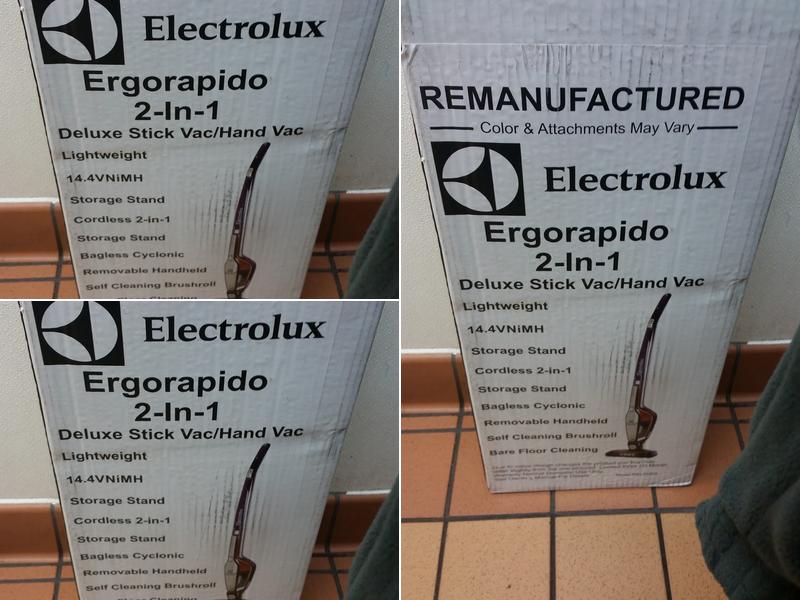 Electrolux
Ergorapido
2-In-1
Deluxe Stick Vac/Hand Vac
Lightweight
14.4VNiMH
Storage Stand
Cordless 2-in-1
Storage Stand
Bagless Cyclonic
Removable Handheld
Self Cleaning Brushroll
Electrolux
Ergorapido
2-In-1
Deluxe Stick Vac/Hand Vac
Lightweight
14.4VNiMH
Storage Stand
Cordless 2-in-1
Storage Stand
Bagless Cyclonic
Removable Handheld
Self Cleaning Brushroll
REMANUFACTURED
Color & Attachments May Vary
Electrolux
Ergorapido
2-In-1
Deluxe Stick Vac/Hand Vac
Lightweight
14.4VNiMH
Storage Stand
Cordless 2-in-1
Storage Stand
Bagless Cyclonic
Removable Handheld
Self Cleaning Brushroll
Bare Floor Cleaning